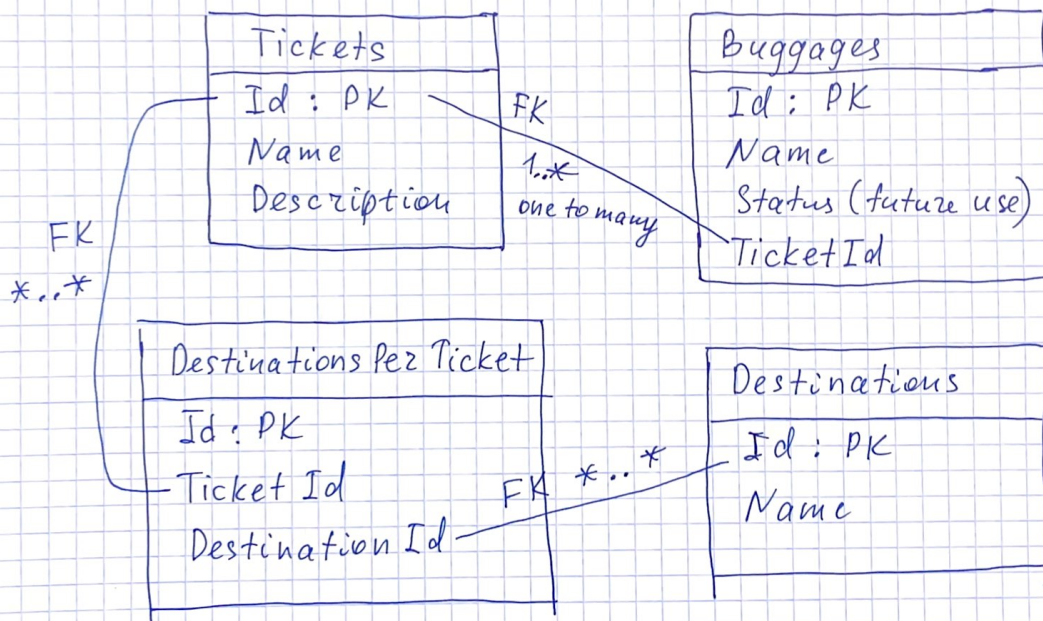 Tickets
Id : PK
Name
Description
FK
1..*
one to many
Buggages
Id : PK
Name
Status (future use)
TicketId
FK
*..*
Destinations Per Ticket
Id : PK
Ticket Id
Destination Id
FK *..*
Destinations
Id : PK
Name